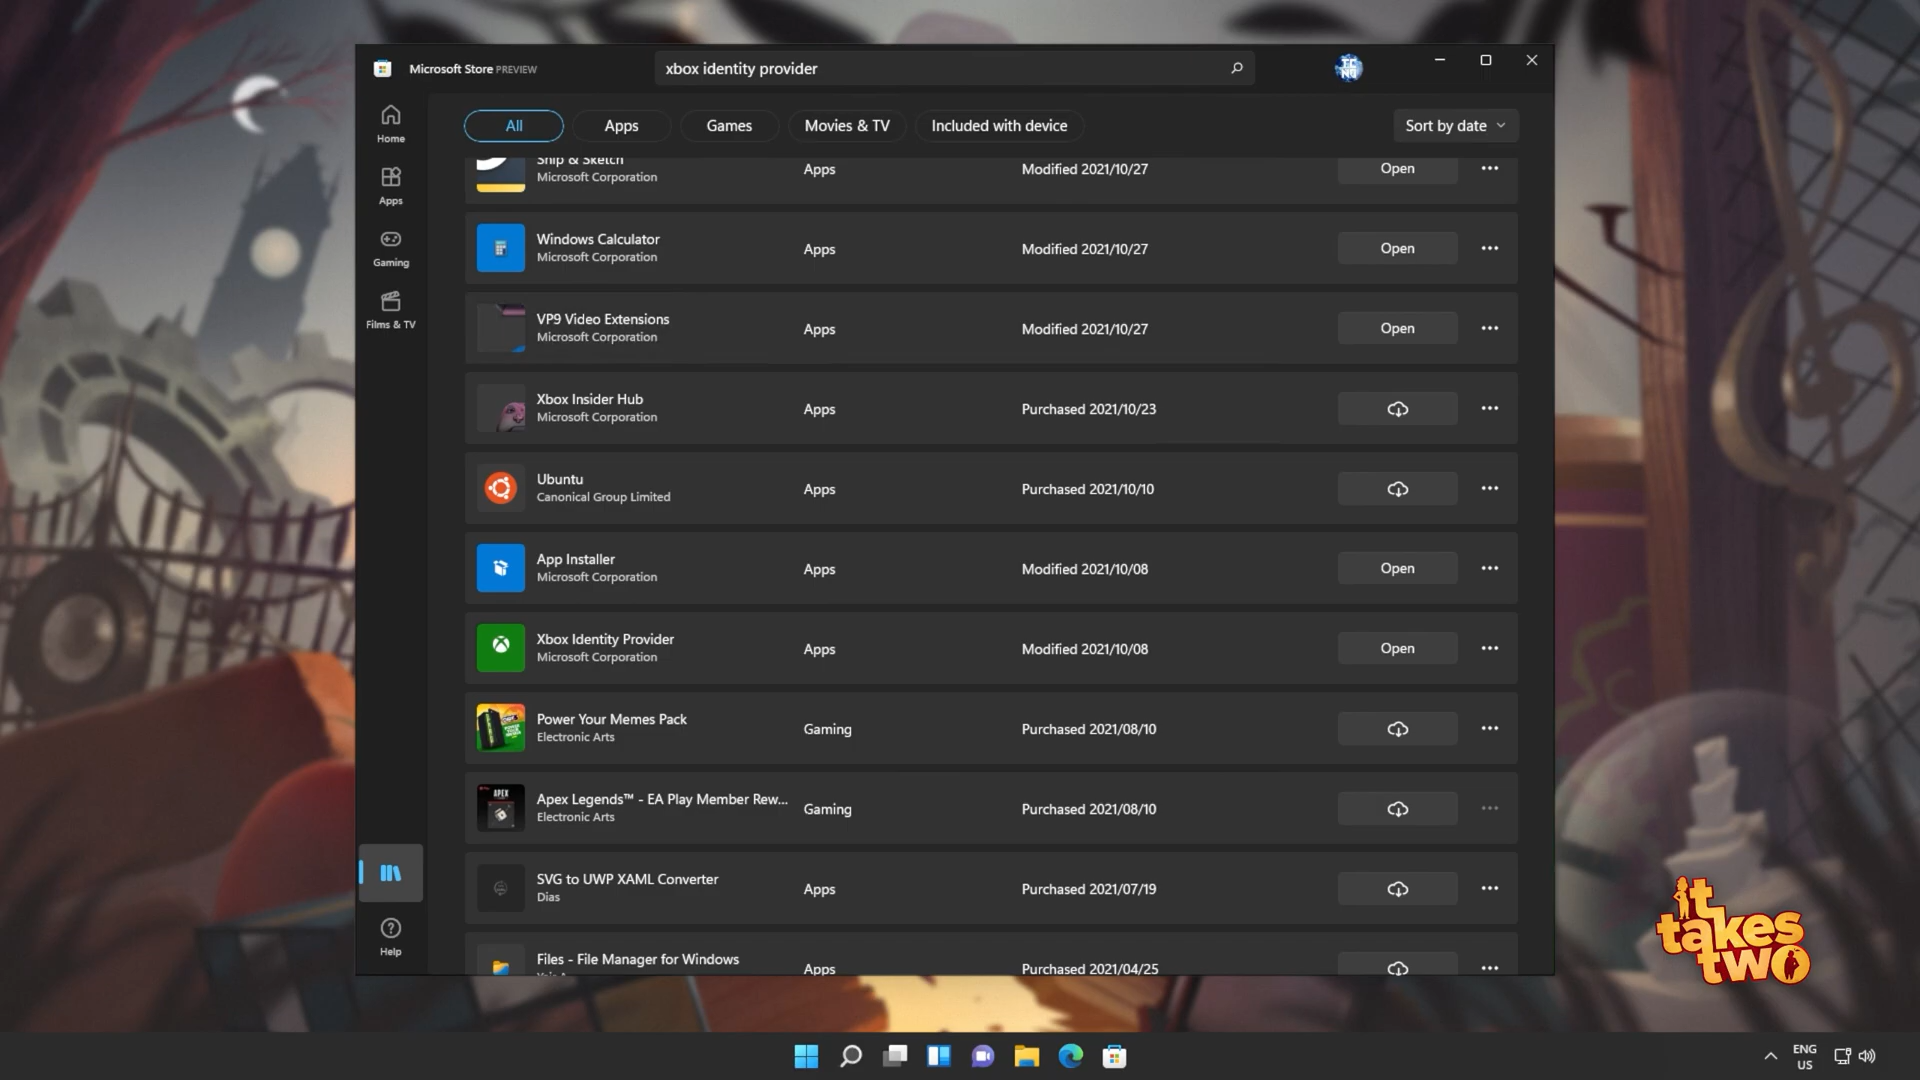 Microsoft Store PREVIEW
xbox identity provider
TC
NO
Home
Apps
Gaming
Films & TV
Help
All
Apps
Games
Movies & TV
Included with device
Sort by date
Snip & Sketch
Microsoft Corporation
Apps
Modified 2021/10/27
Open
Windows Calculator
Microsoft Corporation
Apps
Modified 2021/10/27
Open
VP9 Video Extensions
Microsoft Corporation
Apps
Modified 2021/10/27
Open
Xbox Insider Hub
Microsoft Corporation
Apps
Purchased 2021/10/23
Ubuntu
Canonical Group Limited
Apps
Purchased 2021/10/10
App Installer
Microsoft Corporation
Apps
Modified 2021/10/08
Open
Xbox Identity Provider
Microsoft Corporation
Apps
Modified 2021/10/08
Open
Power Your Memes Pack
Electronic Arts
Gaming
Purchased 2021/08/10
APEX
Apex Legends™ - EA Play Member Rew...
Electronic Arts
Gaming
Purchased 2021/08/10
SVG to UWP XAML Converter
Dias
Apps
Purchased 2021/07/19
Files - File Manager for Windows
Apps
Purchased 2021/04/25
it
takes
two
ENG
US